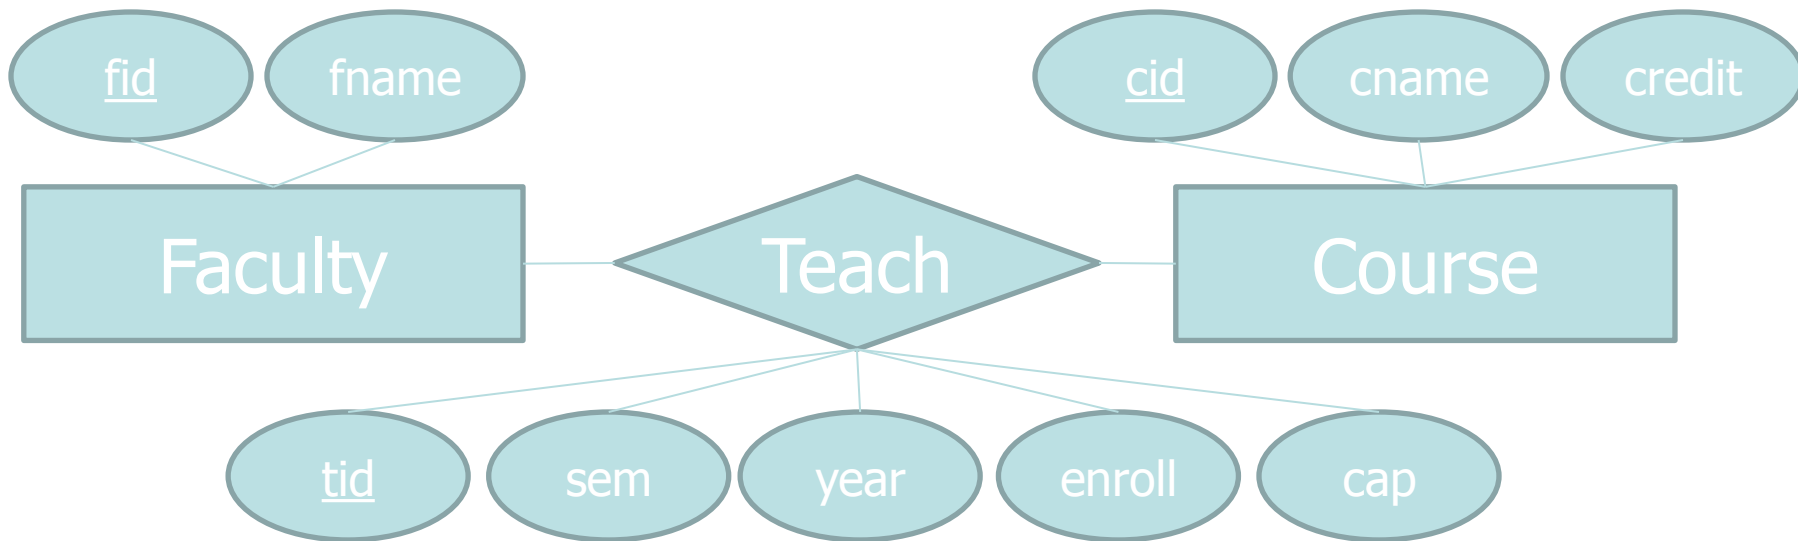 fid
fname
cid
cname
credit
Faculty
Teach
Course
tid
sem
year
enroll
cap